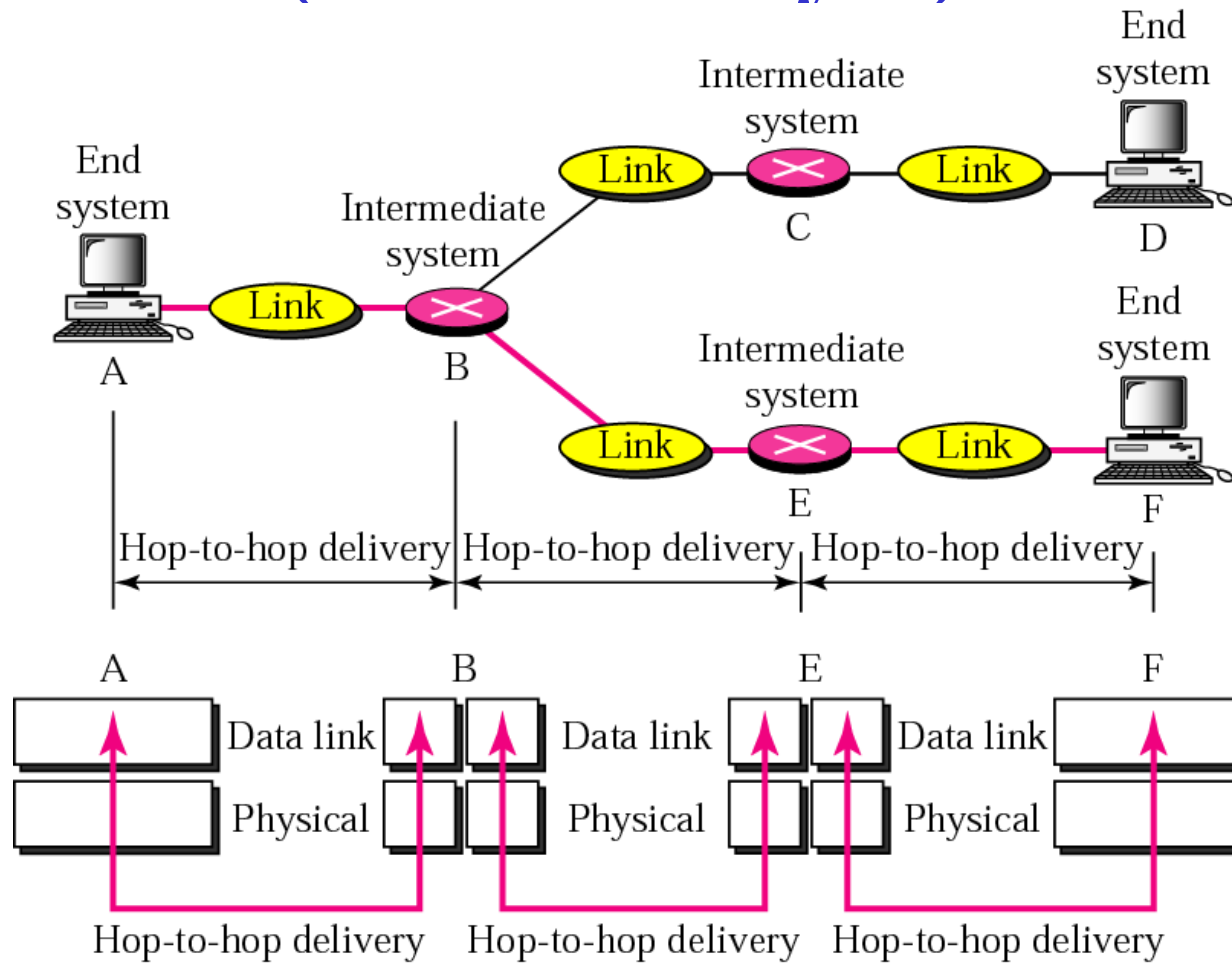 End
system
Intermediate
system
End
system
Link
Link
C
D
Intermediate
system
Link
A
B
End
system
Intermediate
system
Link
Link
E
F
Hop-to-hop delivery Hop-to-hop delivery Hop-to-hop delivery
A B E F
Data link Data link Data link
Physical Physical Physical
Hop-to-hop delivery Hop-to-hop delivery Hop-to-hop delivery